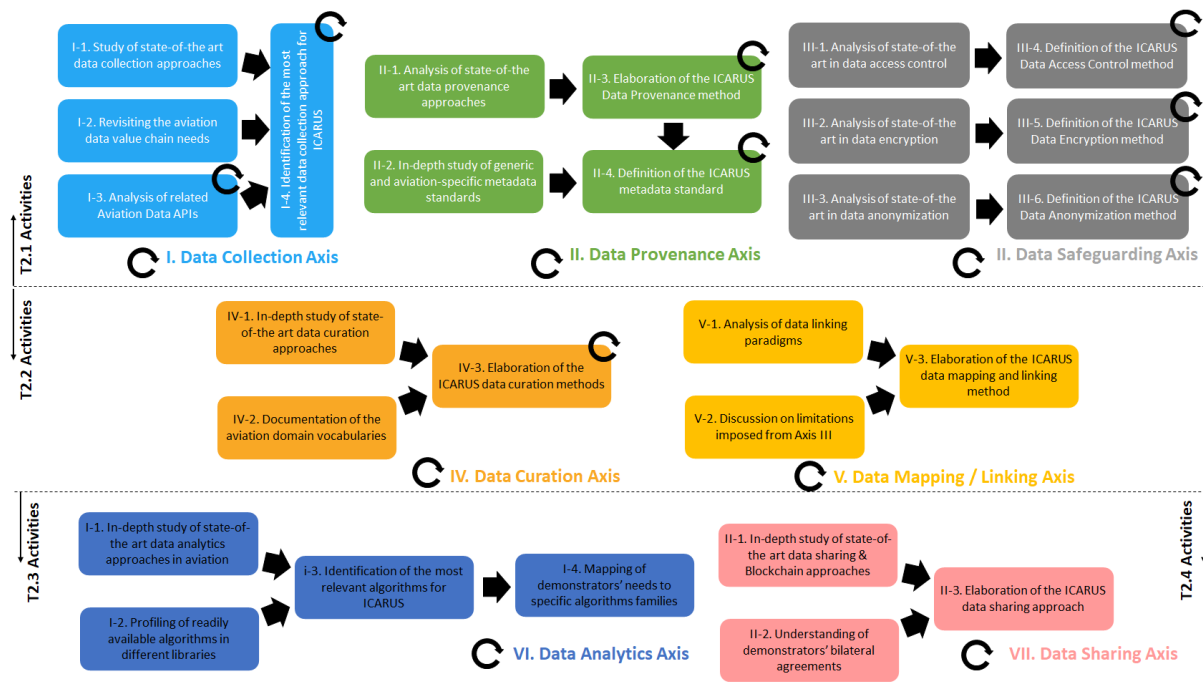 T2.1 Activities
I-1. Study of state-of-the art
data collection approaches
I-2. Revisiting the aviation
data value chain needs
I-3. Analysis of related
Aviation Data APIs
I-4. Identification of the most
relevant data collection approach for
ICARUS
I. Data Collection Axis
II-1. Analysis of state-of-the
art data provenance
approaches
II-2. In-depth study of generic
and aviation-specific metadata
standards
II-3. Elaboration of the ICARUS
Data Provenance method
II-4. Definition of the ICARUS
metadata standard
II. Data Provenance Axis
III-1. Analysis of state-of-the
art in data access control
III-2. Analysis of state-of-the
art in data encryption
III-3. Analysis of state-of-the
art in data anonymization
III-4. Definition of the ICARUS
Data Access Control method
III-5. Definition of the ICARUS
Data Encryption method
III-6. Definition of the ICARUS
Data Anonymization method
II. Data Safeguarding Axis
T2.2 Activities
IV-1. In-depth study of state-
of-the art data curation
approaches
IV-2. Documentation of the
aviation domain vocabularies
IV-3. Elaboration of the
ICARUS data curation methods
IV. Data Curation Axis
V-1. Analysis of data linking
paradigms
V-2. Discussion on limitations
imposed from Axis III
V-3. Elaboration of the ICARUS
data mapping and linking
method
V. Data Mapping / Linking Axis
T2.3 Activities
I-1. In-depth study of state-of-
the art data analytics
approaches in aviation
I-2. Profiling of readily
available algorithms in
different libraries
i-3. Identification of the most
relevant algorithms for
ICARUS
I-4. Mapping of
demonstrators' needs to
specific algorithms families
VI. Data Analytics Axis
II-1. In-depth study of state-of-
the art data sharing &
Blockchain approaches
II-2. Understanding of
demonstrators' bilateral
agreements
II-3. Elaboration of the ICARUS
data sharing approach
VII. Data Sharing Axis
T2.4 Activities